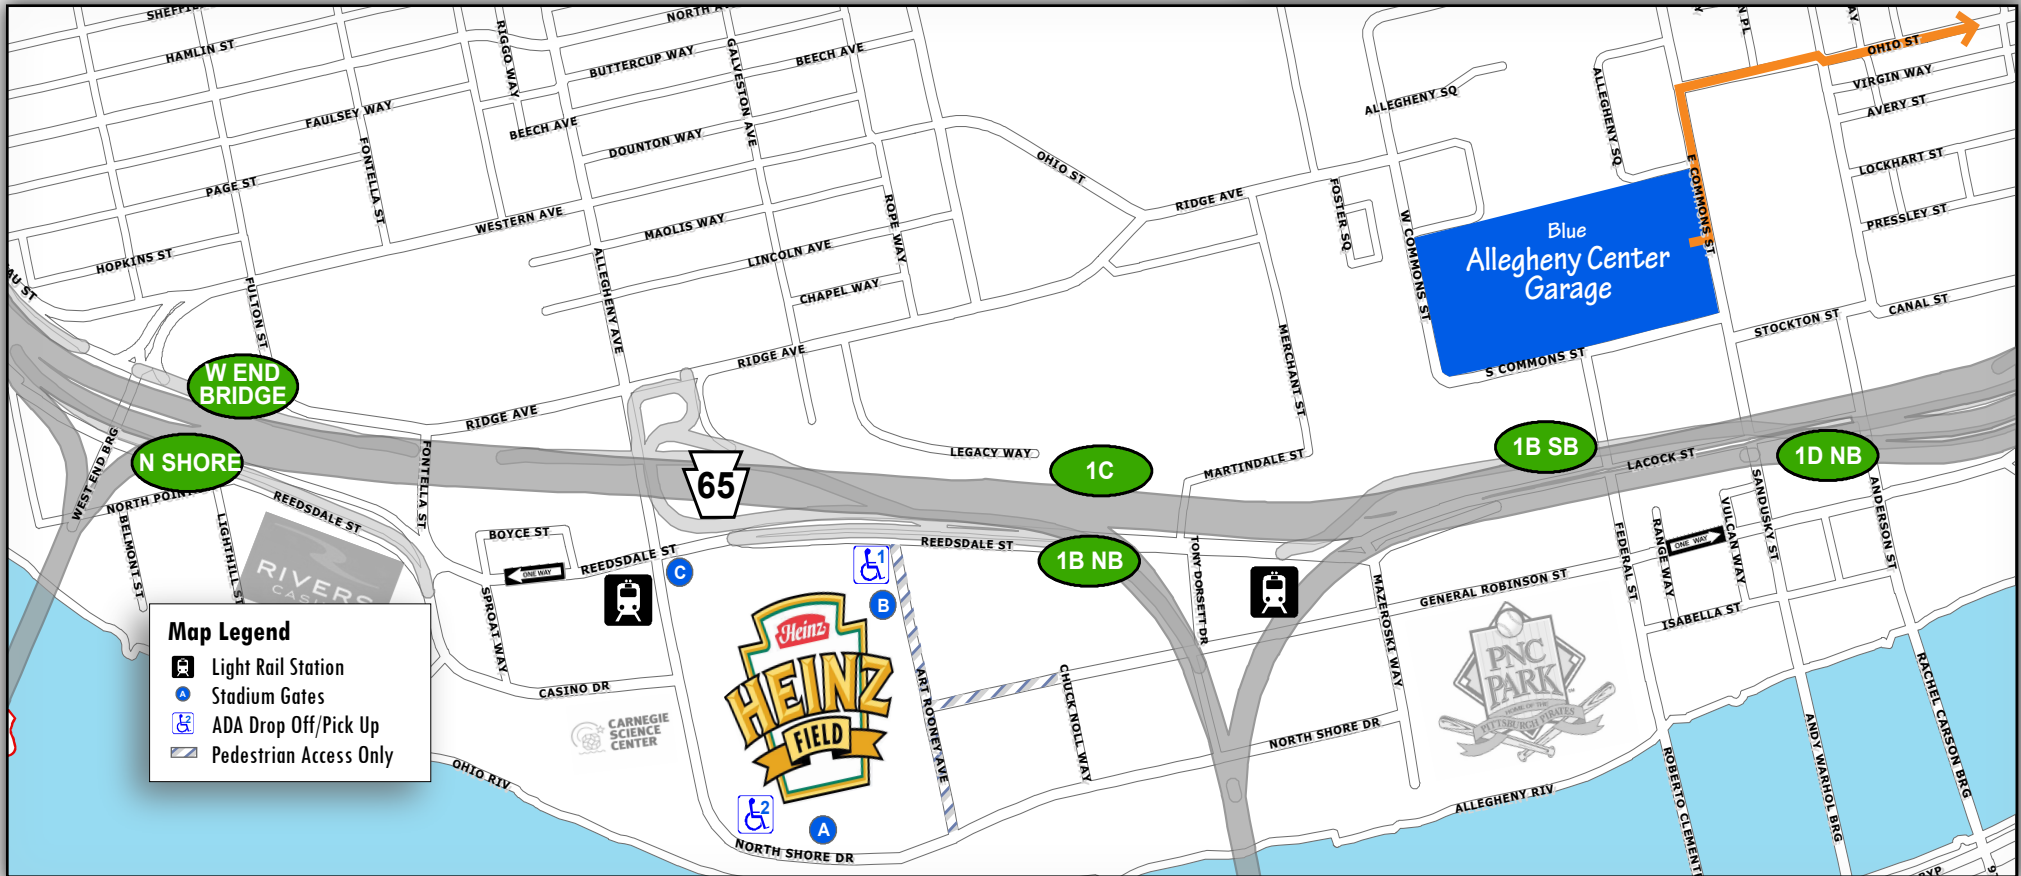 NORTH A
HAMLIN ST
RIGGO WAY
BUTTERCUP WAY
GALVESTON AVE
BEECH AVE
OHIO ST
VIRGIN WAY
AVERY ST
ALLEGHENY SQ
ALLEGHENY SQ
FAULSEY WAY
BEECH AVE
DOUNTON WAY
FONTELLA ST
PAGE ST
OHIO ST
E COMMONS ST
LOCKHART ST
PRESSLEY ST
WESTERN AVE
MAOLIS WAY
ROPE WAY
RIDGE AVE
FOSTER SQ
W COMMONS ST
Blue
Allegheny Center
Garage
HOPKINS ST
LINCOLN AVE
CHAPEL WAY
ALLEGHENY AVE
FULTON ST
MERCHANT ST
CANAL ST
STOCKTON ST
S COMMONS ST
RIDGE AVE
W END
BRIDGE
RIDGE AVE
N SHORE
WEST END BRG
FONTELLA ST
65
LEGACY WAY
1C
MARTINDALE ST
1B SB
LACOCK ST
1D NB
NORTH POIN
BELMONT ST
LIGHTHILL ST
REEDSDALE ST
BOYCE ST
ONE WAY
REEDSDALE ST
C
1
B
REEDSDALE ST
1B NB
TONY DORSETT DR
MAZEROSKI WAY
GENERAL ROBINSON ST
FEDERAL ST
RANGE WAY
ONE WAY
VULCAN WAY
SANDUSKY ST
ANDERSON ST
ISABELLA ST
RIVERS
SPROAT WAY
CASINO DR
CARNEGIE
SCIENCE
CENTER
Heinz
HEINZ
FIELD
ART ROONEY AVE
CHUCK NOLL WAY
NORTH SHORE DR
PNC
PARK
HOME OF THE
PITTSBURGH PIRATES
Map Legend
Light Rail Station
A
Stadium Gates
2
ADA Drop Off/Pick Up
Pedestrian Access Only
OHIO RIV
2
A
NORTH SHORE DR
ALLEGHENY RIV
ROBERTO CLEMENT
ANDY WARHOL BRG
RACHEL CARSON BRG